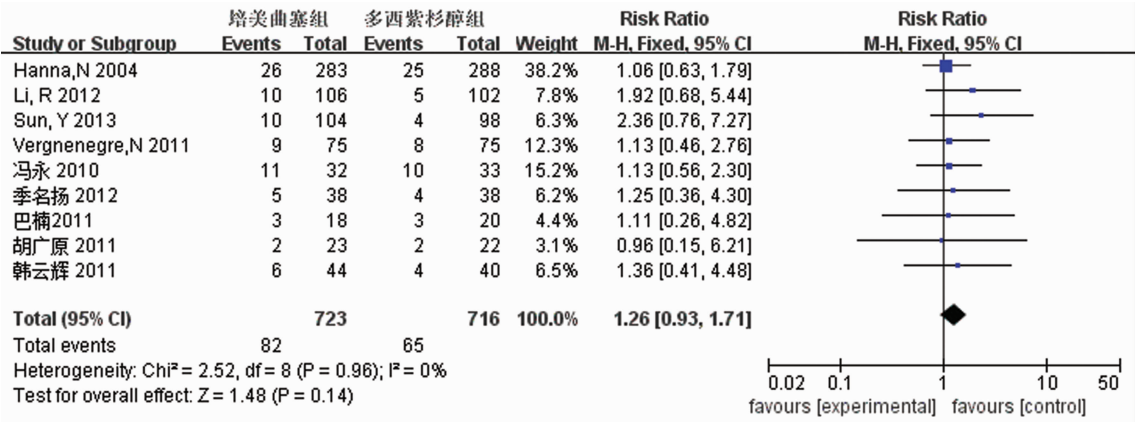 培美曲塞组 多西紫杉醇组 Risk Ratio Risk Ratio
Study or Subgroup Events Total Events Total Weight M-H, Fixed, 95% CI M-H, Fixed, 95% CI
Hanna,N 2004 26 283 25 288 38.2% 1.06 [0.63, 1.79]
Li, R 2012 10 106 5 102 7.8% 1.92 [0.68, 5.44]
Sun, Y 2013 10 104 4 98 6.3% 2.36 [0.76, 7.27]
Vergnenegre,N 2011 9 75 8 75 12.3% 1.13 [0.46, 2.76]
冯永 2010 11 32 10 33 15.2% 1.13 [0.56, 2.30]
季名扬 2012 5 38 4 38 6.2% 1.25 [0.36, 4.30]
巴楠2011 3 18 3 20 4.4% 1.11 [0.26, 4.82]
胡广原 2011 2 23 2 22 3.1% 0.96 [0.15, 6.21]
韩云辉 2011 6 44 4 40 6.5% 1.36 [0.41, 4.48]
Total (95% CI) 723 716 100.0% 1.26 [0.93, 1.71]
Total events 82 65
Heterogeneity: Chi² = 2.52, df = 8 (P = 0.96); I² = 0%
Test for overall effect: Z = 1.48 (P = 0.14)
0.02 0.1 1 10 50
favours [experimental] favours [control]